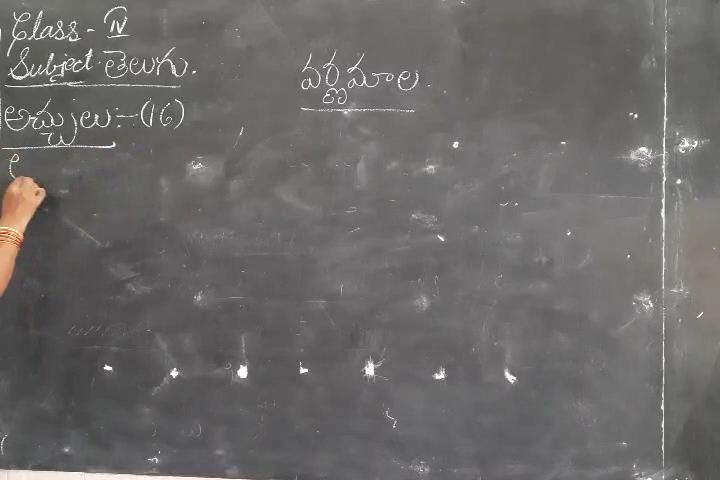 Class - IV
Subject. తెలుగు.
వర్ణమాల.
అచ్చులు:-(16)